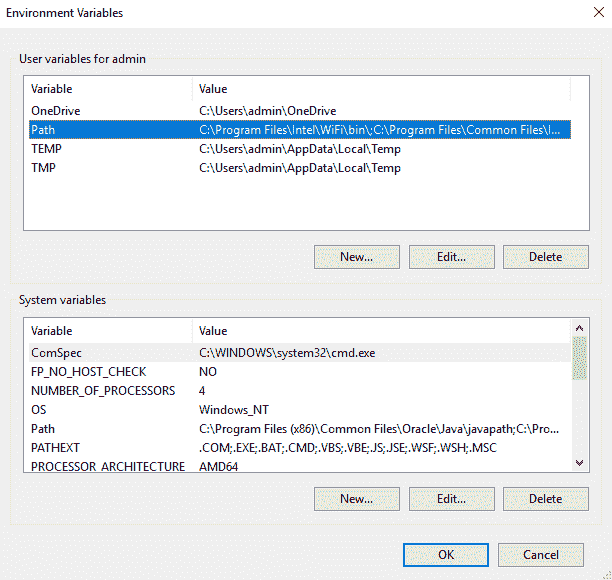 Environment Variables
User variables for admin
Variable Value
OneDrive C:\Users\admin\OneDrive
Path C:\Program Files\Intel\WiFi\bin\;C:\Program Files\Common Files\I...
TEMP C:\Users\admin\AppData\Local\Temp
TMP C:\Users\admin\AppData\Local\Temp
New... Edit... Delete
System variables
Variable Value
ComSpec C:\WINDOWS\system32\cmd.exe
FP_NO_HOST_CHECK NO
NUMBER_OF_PROCESSORS 4
OS Windows_NT
Path C:\Program Files (x86)\Common Files\Oracle\Java\javapath;C:\Pro...
PATHEXT .COM;.EXE;.BAT;.CMD;.VBS;.VBE;.JS;.JSE;.WSF;.WSH;.MSC
PROCESSOR_ARCHITECTURE AMD64
New... Edit... Delete
OK Cancel